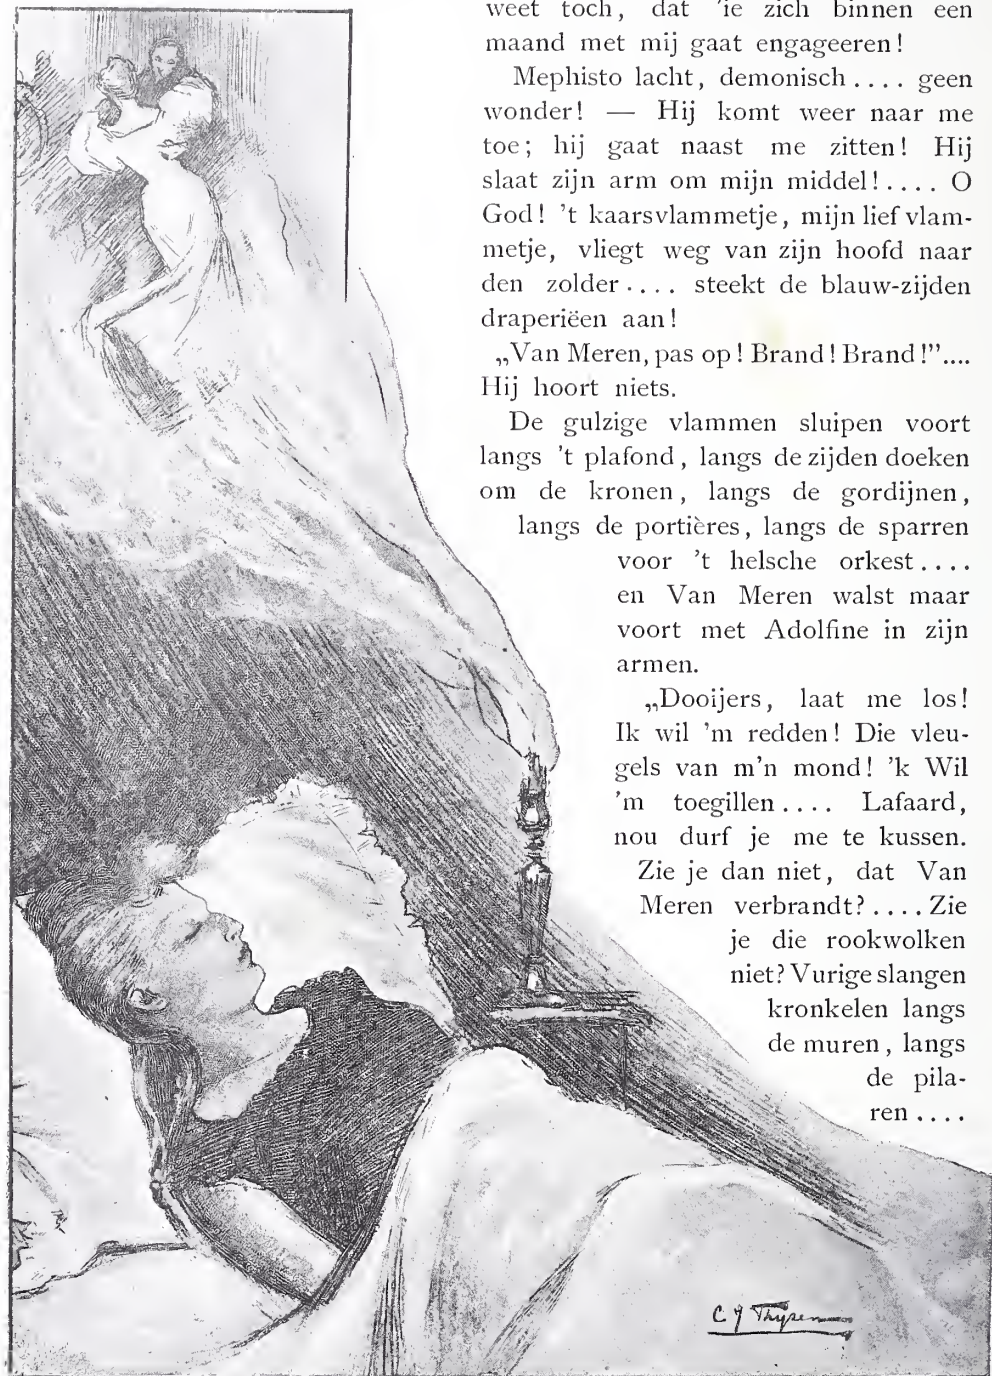 weet toch, dat 'ie zich binnen een
maand met mij gaat engageeren!
Mephisto lacht, demonisch.... geen
wonder! — Hij komt weer naar me
toe; hij gaat naast me zitten! Hij
slaat zijn arm om mijn middel!.... O
God! 't kaarsvlammetje, mijn lief vlam-
metje, vliegt weg van zijn hoofd naar
den zolder.... steekt de blauw-zijden
draperiëen aan!
„Van Meren, pas op! Brand! Brand!”....
Hij hoort niets.
De gulzige vlammen sluipen voort
langs 't plafond, langs de zijden doeken
om de kronen, langs de gordijnen,
langs de portières, langs de sparren
voor 't helsche orkest....
en Van Meren walst maar
voort met Adolfine in zijn
armen.
„Dooijers, laat me los!
Ik wil 'm redden! Die vleu-
gels van m'n mond! 'k Wil
'm toegillen.... Lafaard,
nou durf je me te kussen.
Zie je dan niet, dat Van
Meren verbrandt?.... Zie
je die rookwolken
niet? Vurige slangen
kronkelen langs
de muren, langs
de pila-
ren....
C J Thysen